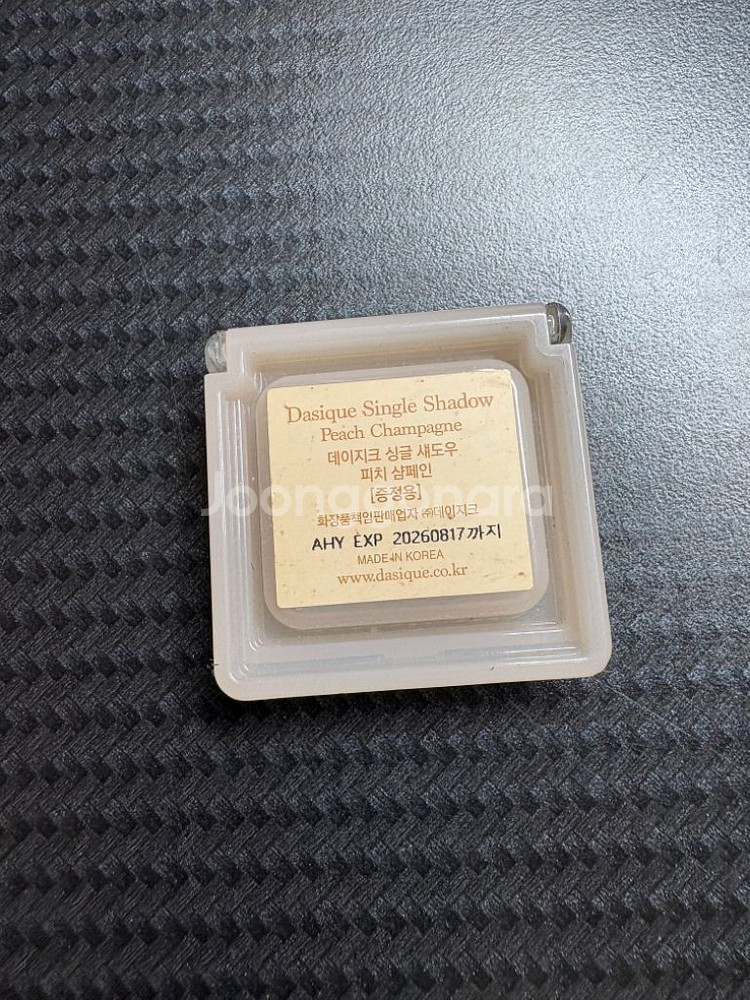 Dasique Single Shadow
Peach Champagne
데이지크 싱글 섀도우
피치 샴페인
[증정용]
화장품책임판매업자 ㈜데이지크
AHY EXP 20260817까지
MADE IN KOREA
www.dasique.co.kr
Joonggonara